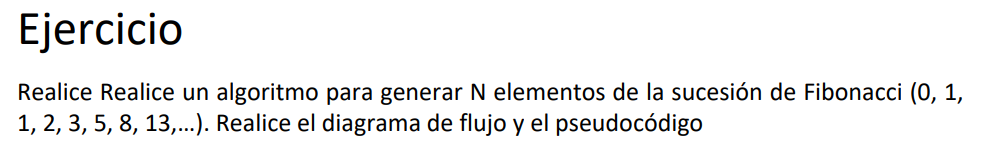 Ejercicio
Realice Realice un algoritmo para generar N elementos de la sucesión de Fibonacci (0, 1,
1, 2, 3, 5, 8, 13,...). Realice el diagrama de flujo y el pseudocódigo